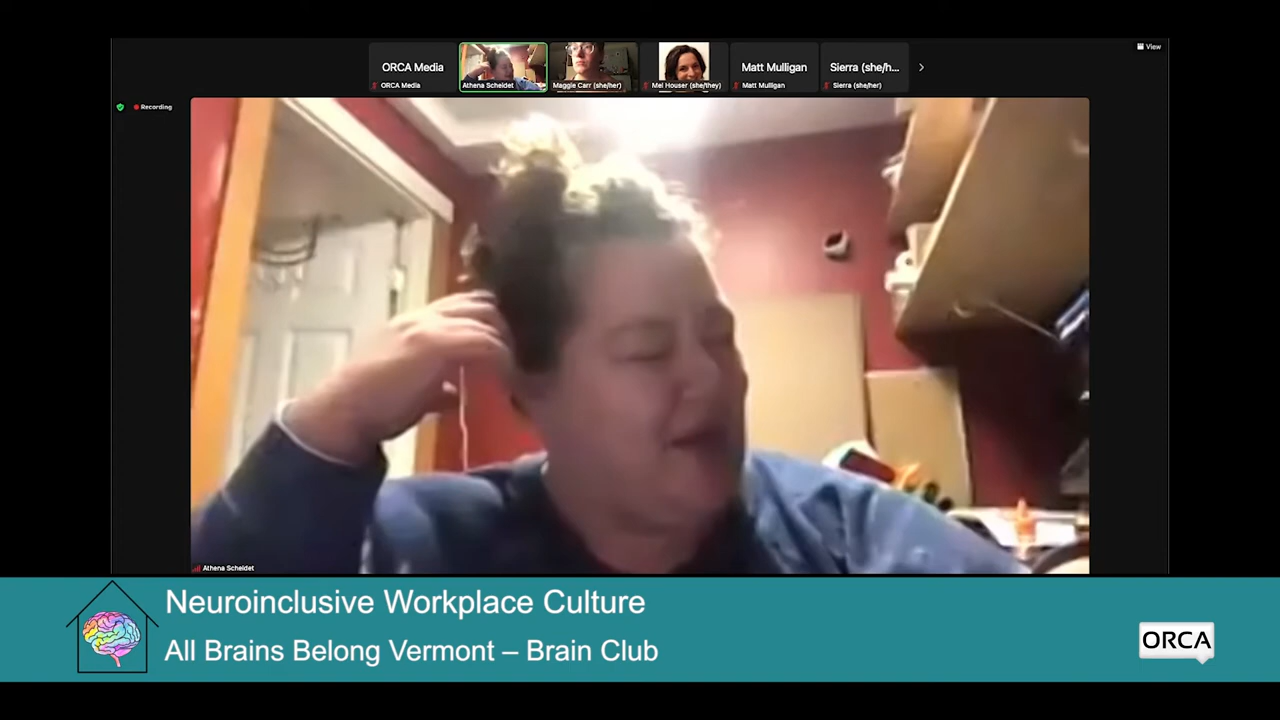 View
ORCA Media
Matt Mulligan
Sierra (she/h...
ORCA Media
Athena Scheidet
Maggie Carr (she/her)
Mel Houser (she/they)
Matt Mulligan
Sierra (she/her)
Recording
Athena Scheidet
Neuroinclusive Workplace Culture
All Brains Belong Vermont – Brain Club
ORCA